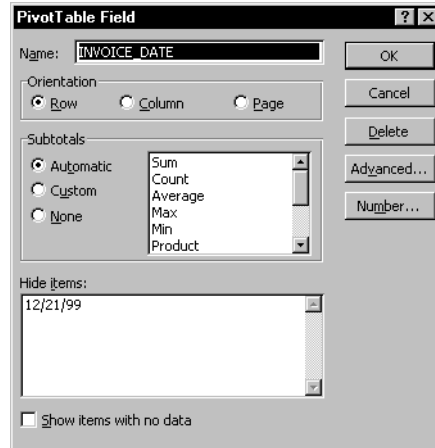 PivotTable Field
Name: INVOICE_DATE
OK
Orientation
Row Column Page
Cancel
Subtotals
Delete
Automatic
Custom
None
Sum
Count
Average
Max
Min
Product
Advanced...
Number...
Hide items:
12/21/99
Show items with no data